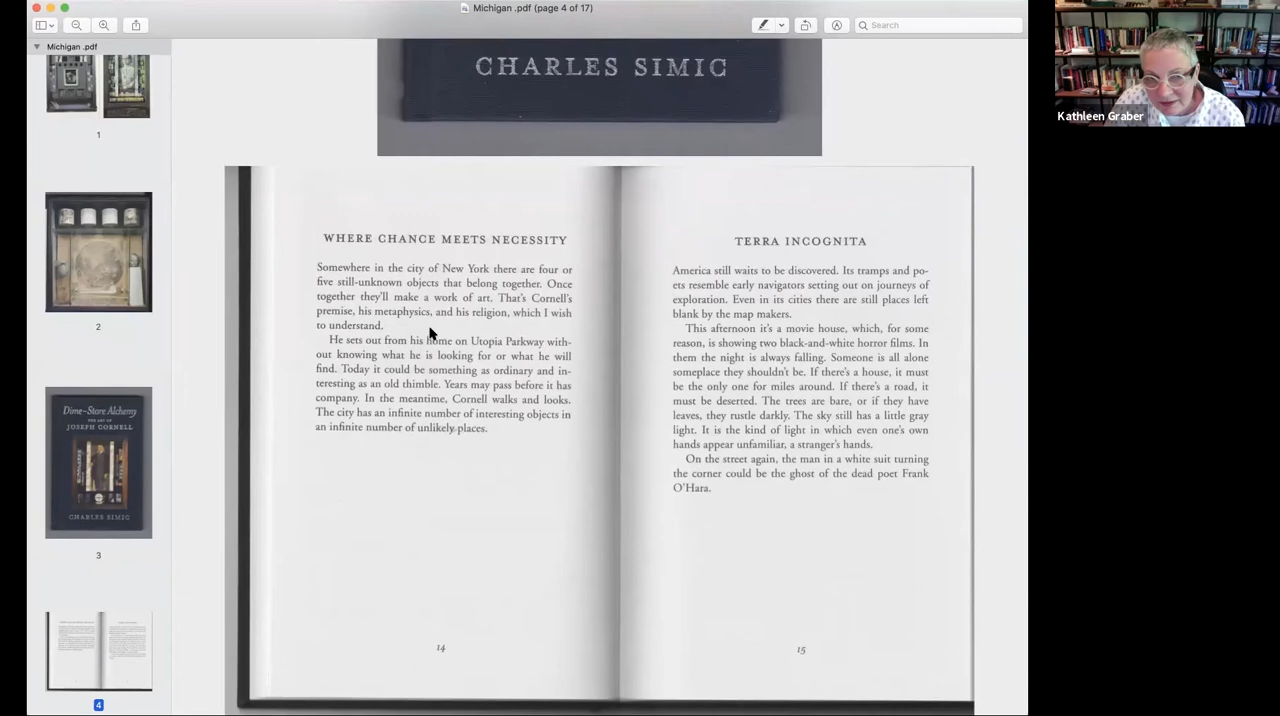 Michigan .pdf (page 4 of 17)
Search
Michigan .pdf
1
2
Dime-Store Alchemy
THE ART OF
JOSEPH CORNELL
CHARLES SIMIC
3
4
CHARLES SIMIC
WHERE CHANCE MEETS NECESSITY
Somewhere in the city of New York there are four or
five still-unknown objects that belong together. Once
together they'll make a work of art. That's Cornell's
premise, his metaphysics, and his religion, which I wish
to understand.
He sets out from his home on Utopia Parkway with-
out knowing what he is looking for or what he will
find. Today it could be something as ordinary and in-
teresting as an old thimble. Years may pass before it has
company. In the meantime, Cornell walks and looks.
The city has an infinite number of interesting objects in
an infinite number of unlikely places.
14
TERRA INCOGNITA
America still waits to be discovered. Its tramps and po-
ets resemble early navigators setting out on journeys of
exploration. Even in its cities there are still places left
blank by the map makers.
This afternoon it's a movie house, which, for some
reason, is showing two black-and-white horror films. In
them the night is always falling. Someone is all alone
someplace they shouldn't be. If there's a house, it must
be the only one for miles around. If there's a road, it
must be deserted. The trees are bare, or if they have
leaves, they rustle darkly. The sky still has a little gray
light. It is the kind of light in which even one's own
hands appear unfamiliar, a stranger's hands.
On the street again, the man in a white suit turning
the corner could be the ghost of the dead poet Frank
O'Hara.
15
Kathleen Graber